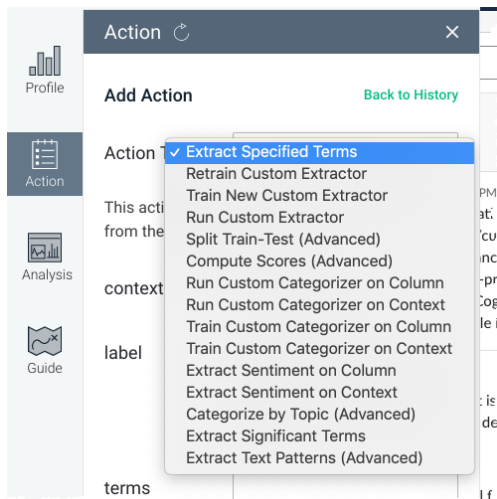 Action
Profile
Add Action
Back to History
Action
✓ Extract Specified Terms
Retrain Custom Extractor
Train New Custom Extractor
Run Custom Extractor
Split Train-Test (Advanced)
Compute Scores (Advanced)
Run Custom Categorizer on Column
Run Custom Categorizer on Context
Train Custom Categorizer on Column
Train Custom Categorizer on Context
Extract Sentiment on Column
Extract Sentiment on Context
Categorize by Topic (Advanced)
Extract Significant Terms
Extract Text Patterns (Advanced)
Action T
This acti
from the
context
label
terms
Analysis
Guide
PM